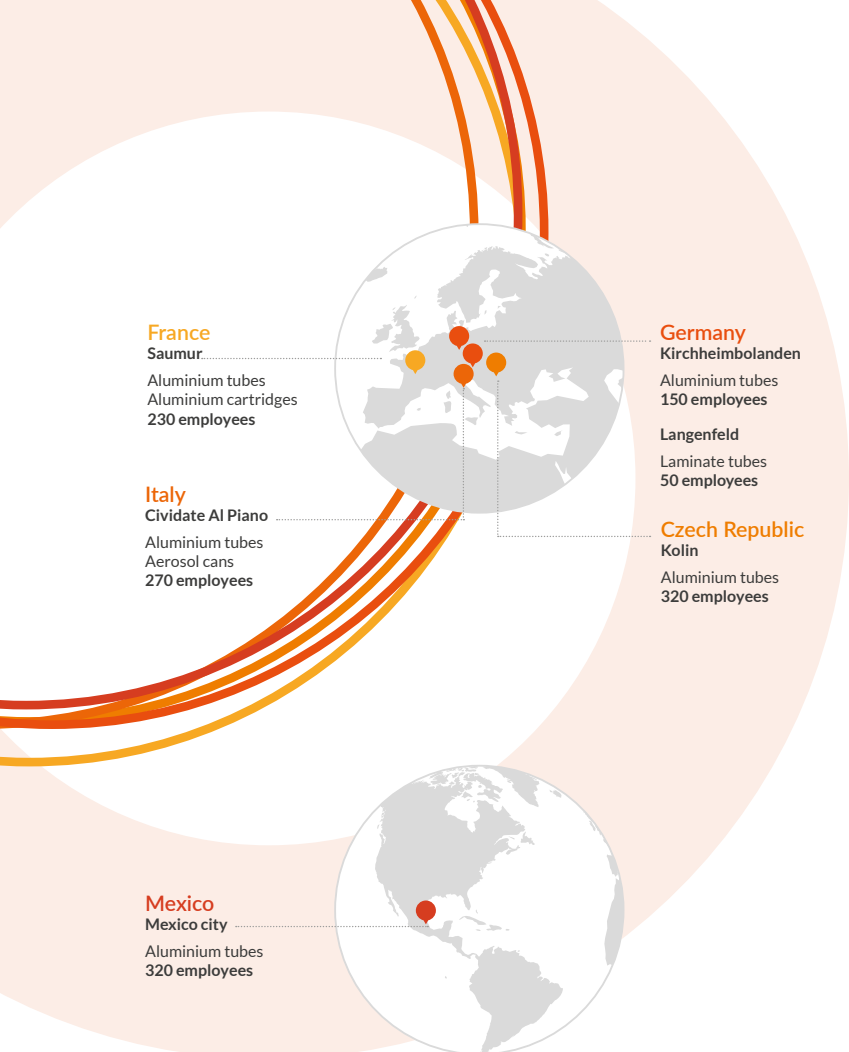 France
Saumur
Aluminium tubes
Aluminium cartridges
230 employees
Germany
Kirchheimbolanden
Aluminium tubes
150 employees
Langenfeld
Laminate tubes
50 employees
Italy
Cividate Al Piano
Aluminium tubes
Aerosol cans
270 employees
Czech Republic
Kolin
Aluminium tubes
320 employees
Mexico
Mexico city
Aluminium tubes
320 employees